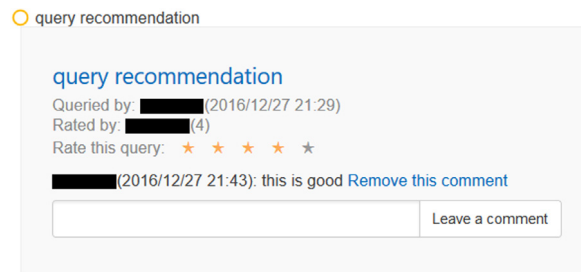 query recommendation
query recommendation
Queried by: (2016/12/27 21:29)
Rated by: (4)
Rate this query:
(2016/12/27 21:43): this is good Remove this comment
Leave a comment